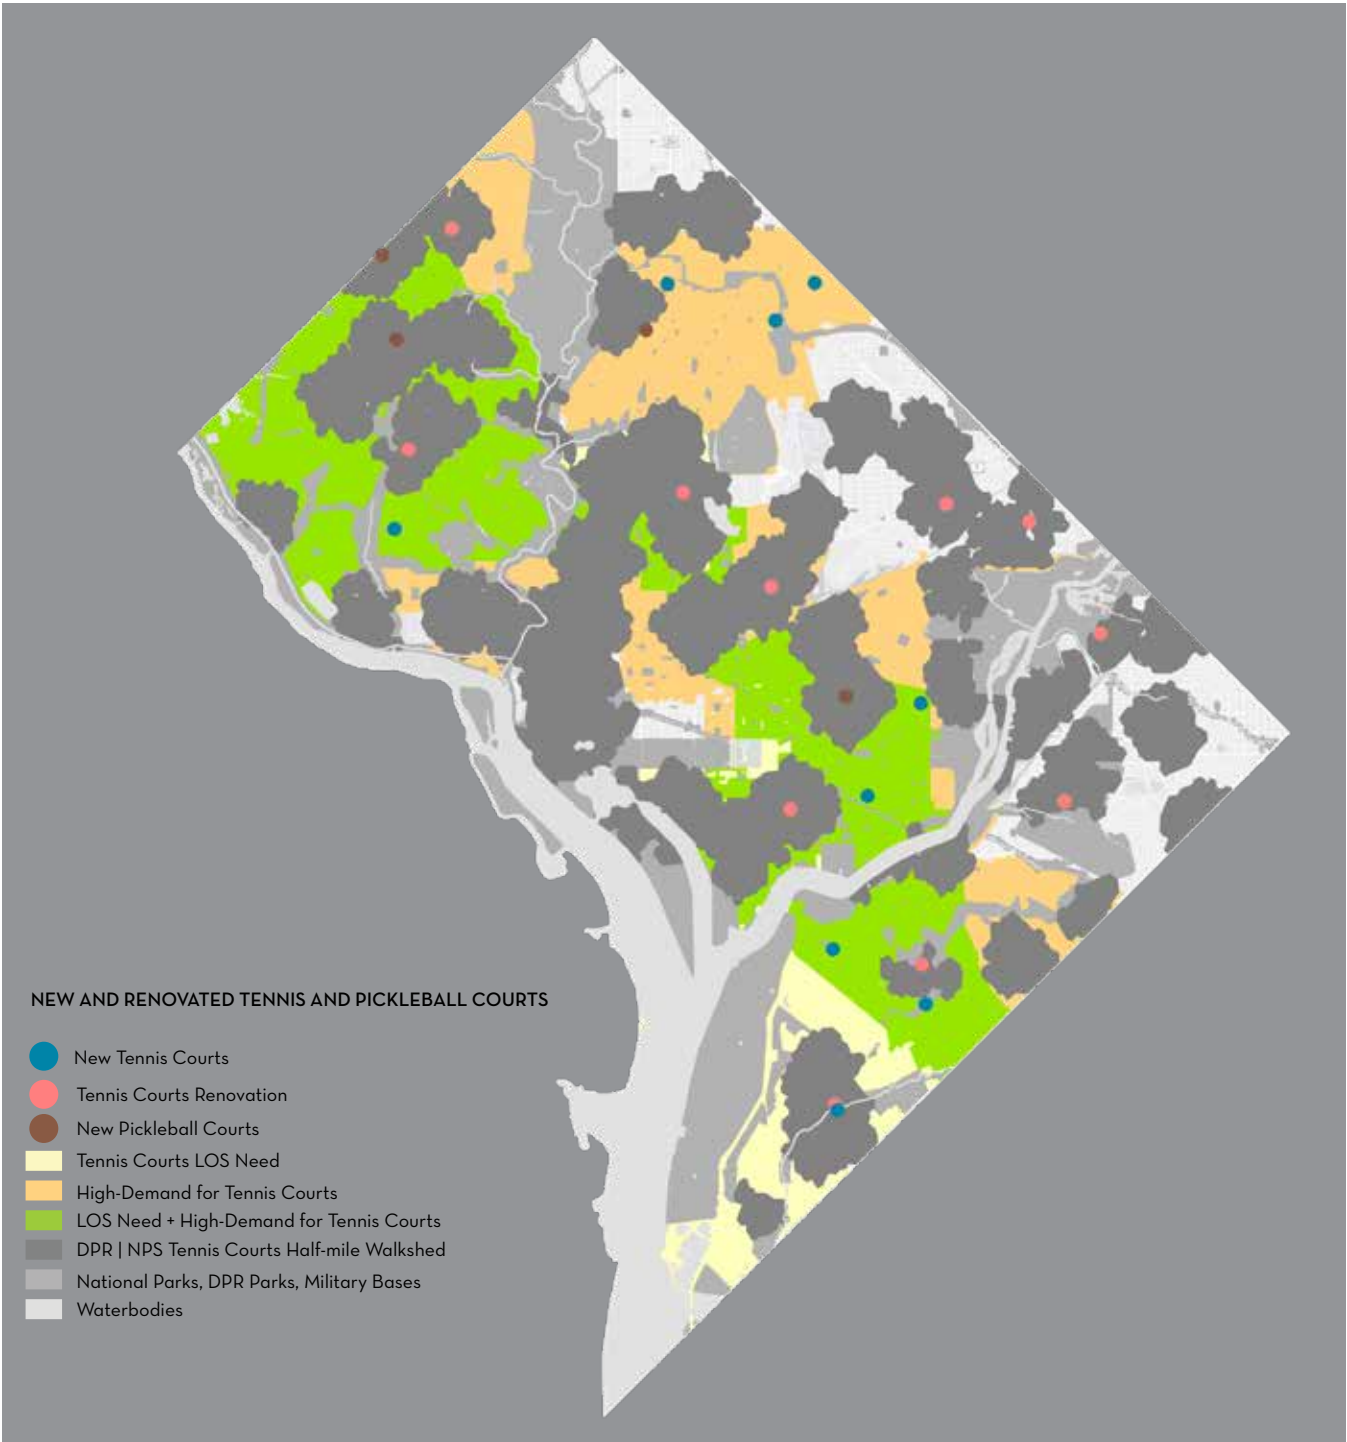 NEW AND RENOVATED TENNIS AND PICKLEBALL COURTS
New Tennis Courts
Tennis Courts Renovation
New Pickleball Courts
Tennis Courts LOS Need
High-Demand for Tennis Courts
LOS Need + High-Demand for Tennis Courts
DPR | NPS Tennis Courts Half-mile Walkshed
National Parks, DPR Parks, Military Bases
Waterbodies